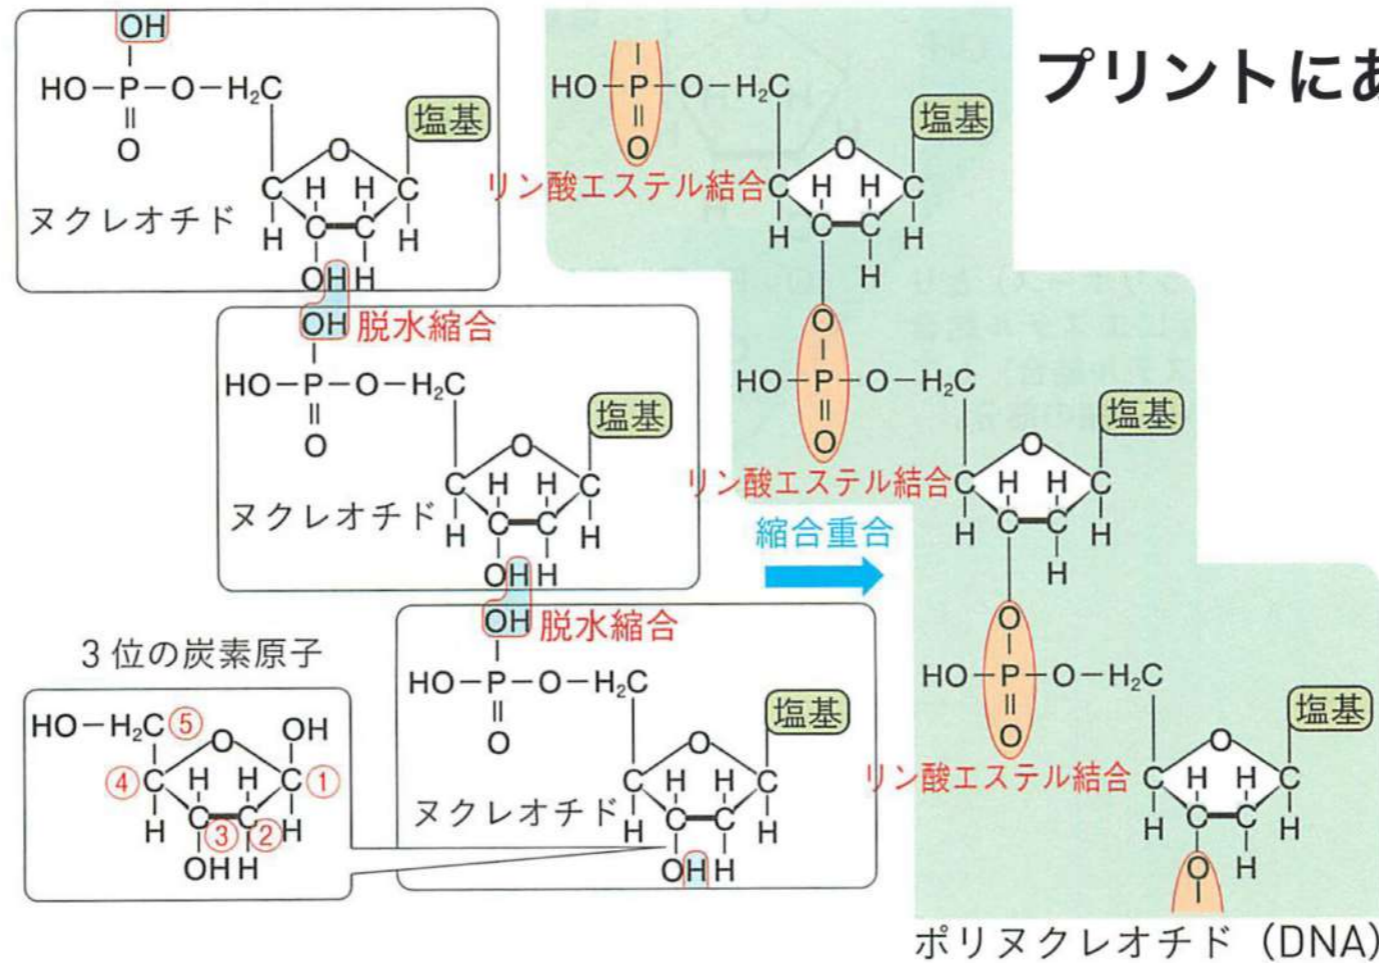 プリントにあ
OH
HO－P－O－H₂C
O
塩基
O
C H H C
H C C H
OH H
ヌクレオチド
OH 脱水縮合
HO－P－O－H₂C
O
塩基
O
C H H C
H C C H
OH H
ヌクレオチド
OH 脱水縮合
HO－P－O－H₂C
O
塩基
O
C H H C
H C C H
OH H
ヌクレオチド
3位の炭素原子
HO－H₂C⑤
O OH
④ C H H C ①
H C C H
③ ②
OH H
縮合重合
HO－P－O－H₂C
O
塩基
リン酸エステル結合
O
C H H C
H C C H
H
O
HO－P－O－H₂C
O
塩基
リン酸エステル結合
O
C H H C
H C C H
H
O
HO－P－O－H₂C
O
塩基
リン酸エステル結合
O
C H H C
H C C H
O H
ポリヌクレオチド（DNA）